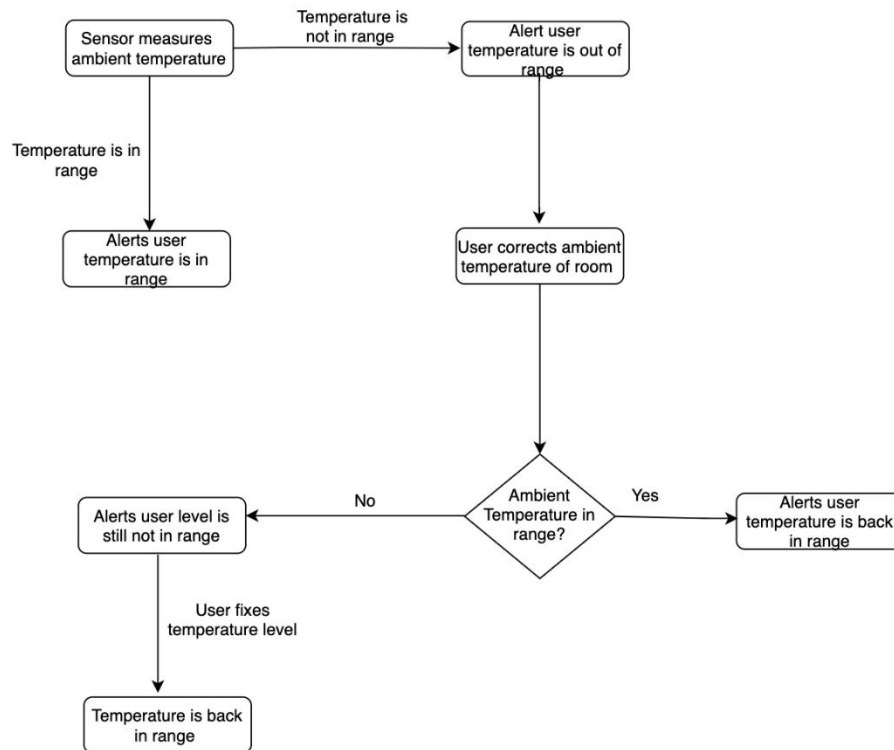 Temperature is
not in range
Sensor measures
ambient temperature
Alert user
temperature is out of
range
Temperature is in
range
Alerts user
temperature is in
range
User corrects ambient
temperature of room
Ambient
Temperature in
range?
No
Yes
Alerts user level is
still not in range
Alerts user
temperature is back
in range
User fixes
temperature level
Temperature is back
in range